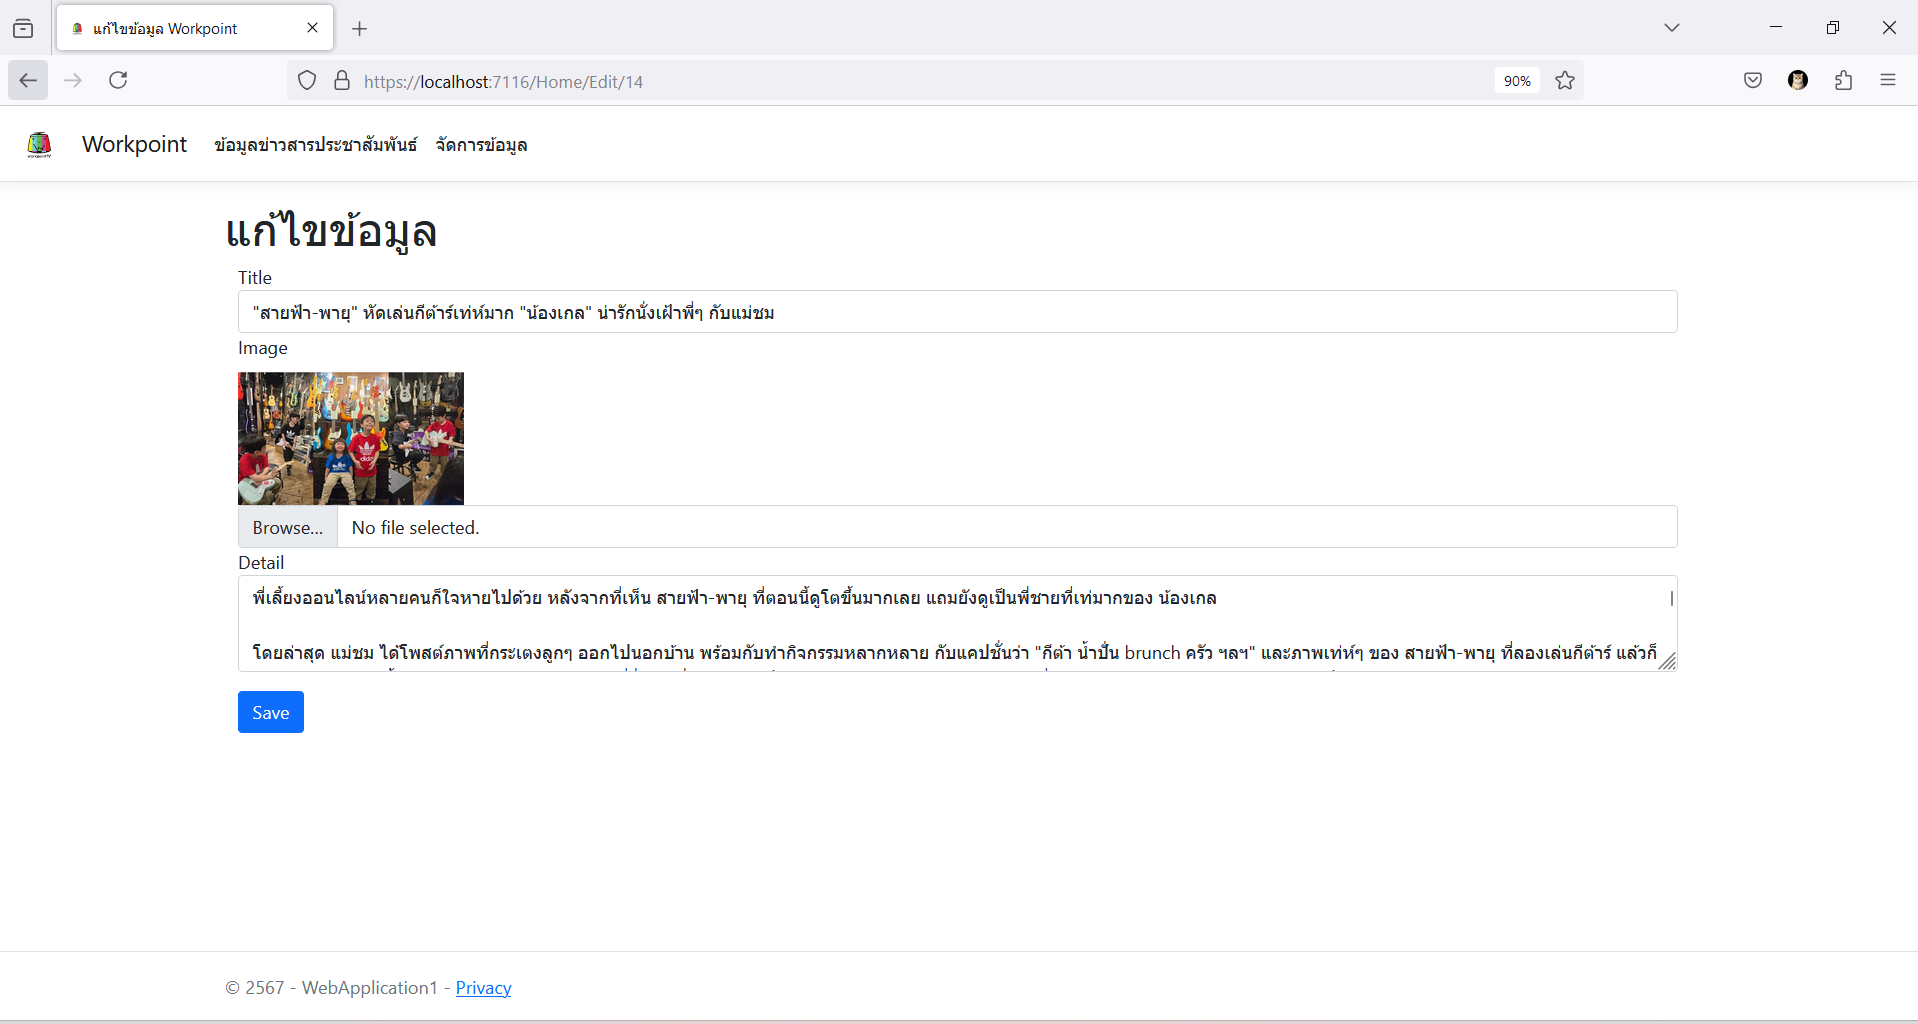 แก้ไขข้อมูล Workpoint
https://localhost:7116/Home/Edit/14
90%
Workpoint
ข้อมูลข่าวสารประชาสัมพันธ์
จัดการข้อมูล
แก้ไขข้อมูล
Title
"สายฟ้า-พายุ" หัดเล่นกีต้าร์เท่ห์มาก "น้องเกล" น่ารักนั่งเฝ้าพี่ๆ กับแม่ชม
Image
Browse... No file selected.
Detail
พี่เลี้ยงออนไลน์หลายคนก็ใจหายไปด้วย หลังจากที่เห็น สายฟ้า-พายุ ที่ตอนนี้ดูโตขึ้นมากเลย แถมยังดูเป็นพี่ชายที่เท่มากของ น้องเกล
โดยล่าสุด แม่ชม ได้โพสต์ภาพที่กระเตงลูกๆ ออกไปนอกบ้าน พร้อมกับทำกิจกรรมหลากหลาย กับแคปชั่นว่า "กีต้า น้ำปั่น brunch ครัว ฯลฯ" และภาพเท่ห์ๆ ของ สายฟ้า-พายุ ที่ลองเล่นกีต้าร์ แล้วก็
Save
© 2567 - WebApplication1 - Privacy